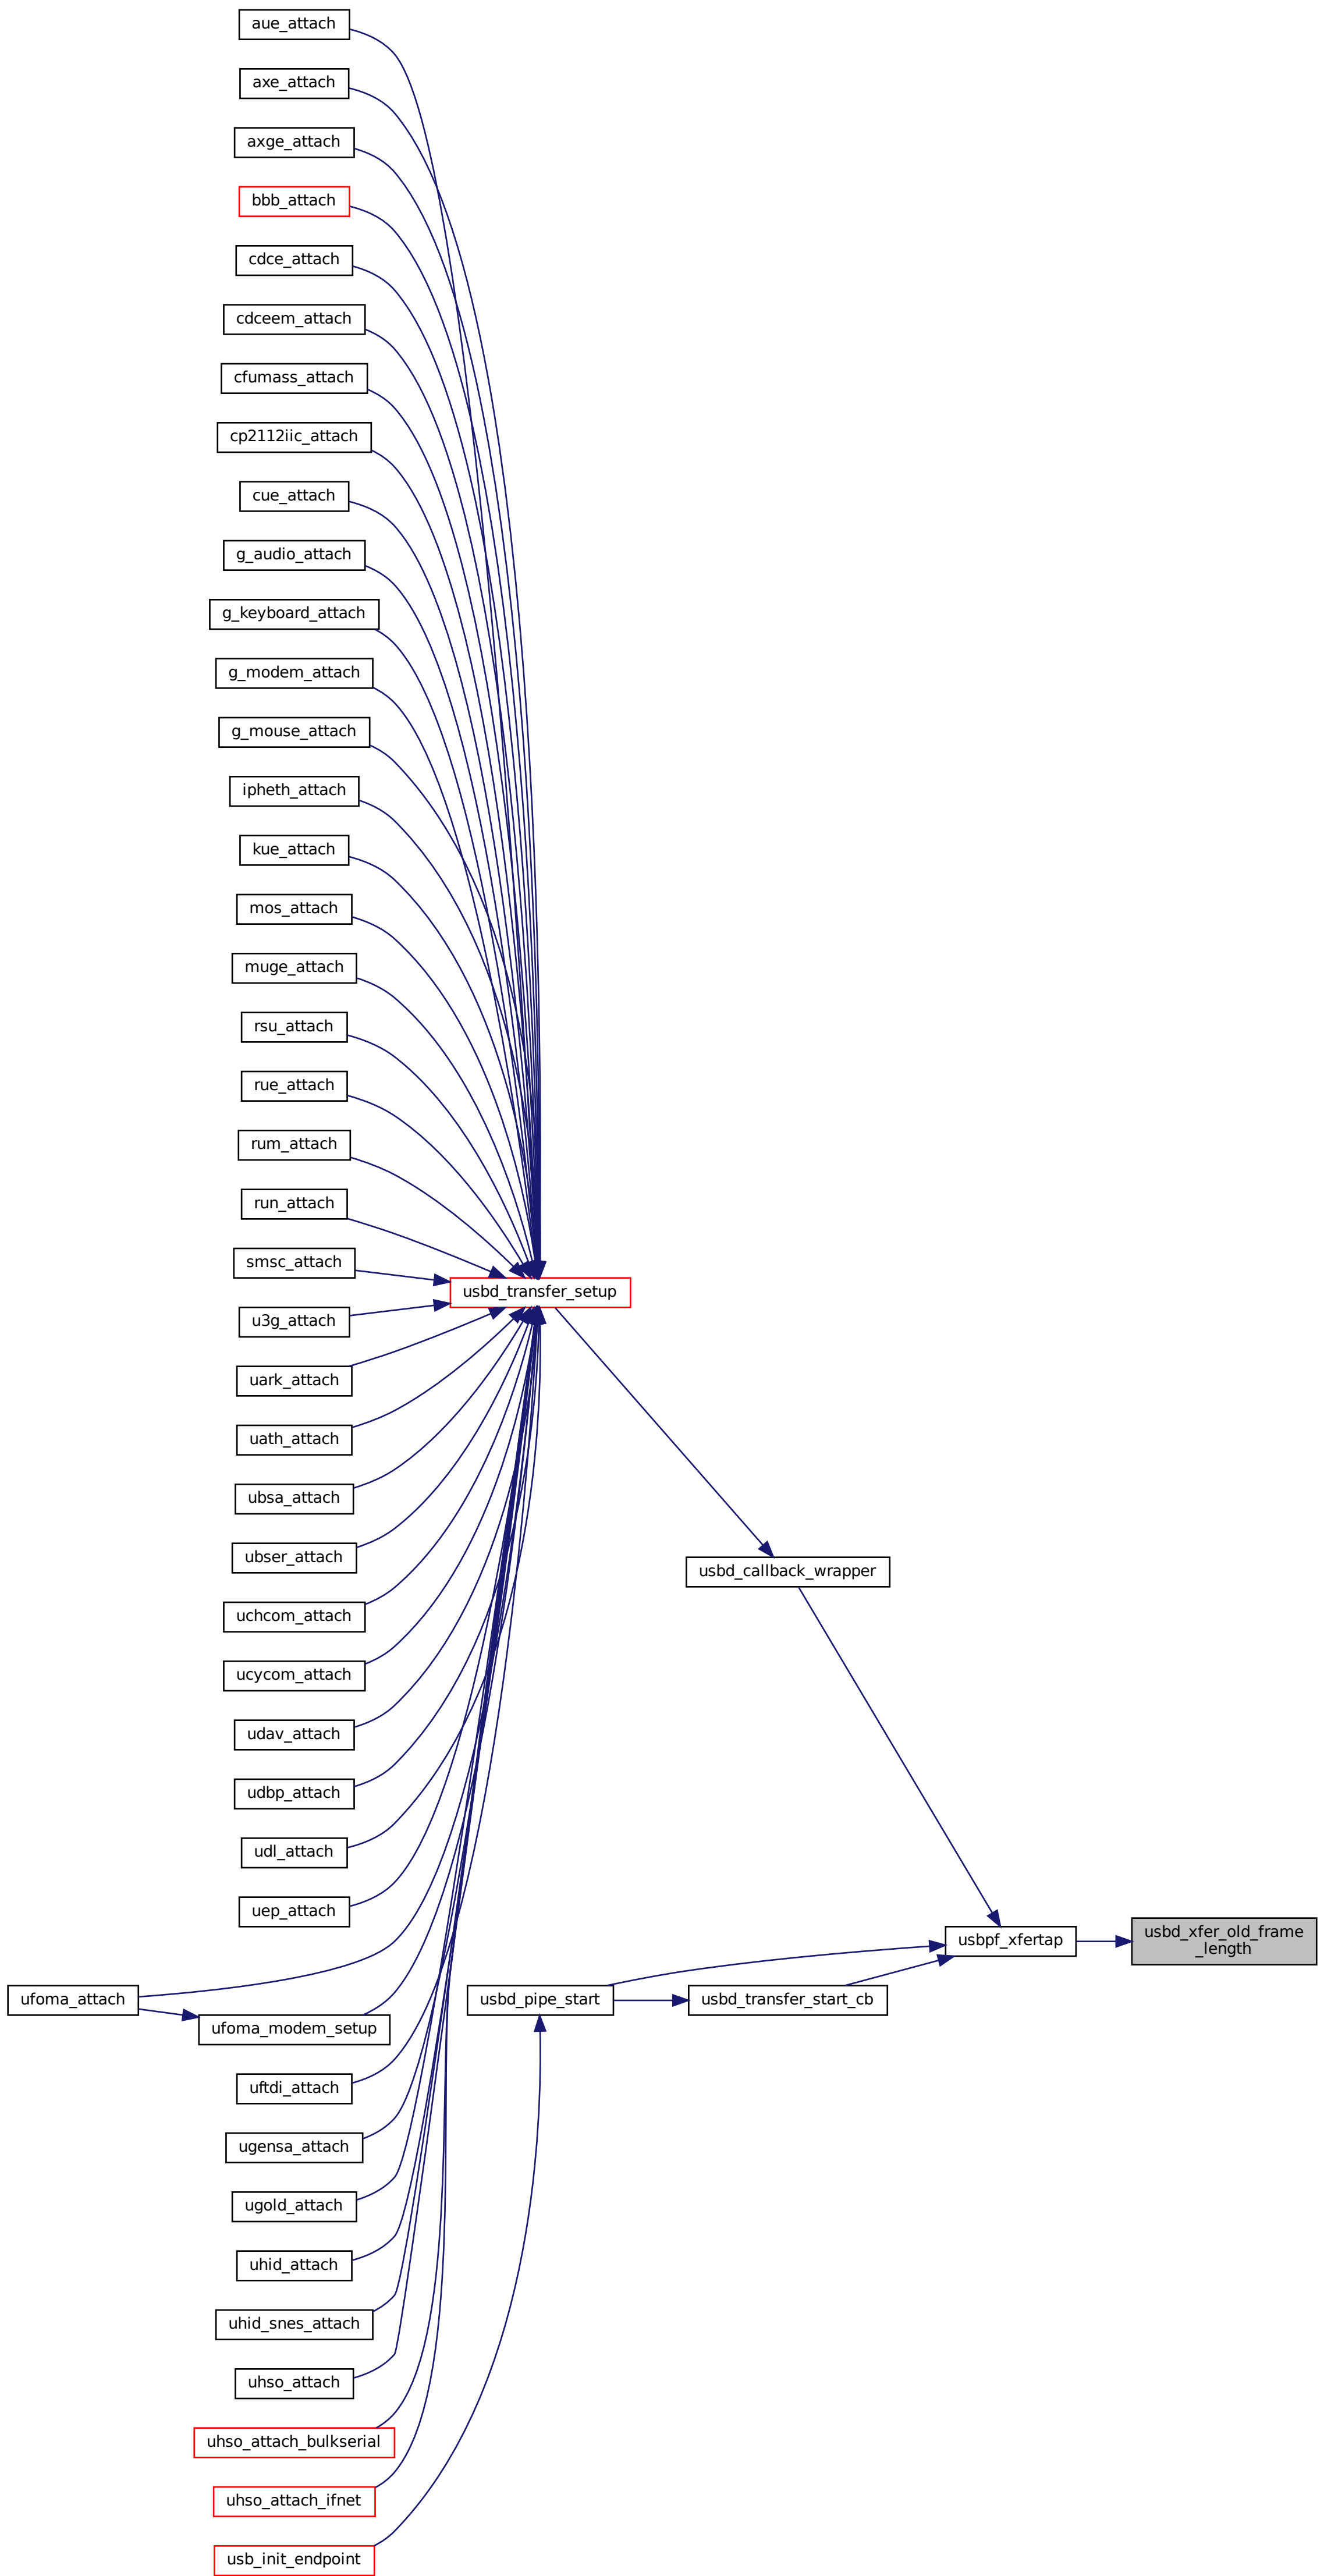 aue_attach
axe_attach
axge_attach
bbb_attach
cdce_attach
cdceem_attach
cfumass_attach
cp2112iic_attach
cue_attach
g_audio_attach
g_keyboard_attach
g_modem_attach
g_mouse_attach
ipheth_attach
kue_attach
mos_attach
muge_attach
rsu_attach
rue_attach
rum_attach
run_attach
smsc_attach
usbd_transfer_setup
u3g_attach
uark_attach
uath_attach
ubsa_attach
ubser_attach
usbd_callback_wrapper
uchcom_attach
ucycom_attach
udav_attach
udbp_attach
udl_attach
uep_attach
usbpf_xfertap
usbd_xfer_old_frame
_length
ufoma_attach
usbd_pipe_start
usbd_transfer_start_cb
ufoma_modem_setup
uftdi_attach
ugensa_attach
ugold_attach
uhid_attach
uhid_snes_attach
uhso_attach
uhso_attach_bulkserial
uhso_attach_ifnet
usb_init_endpoint